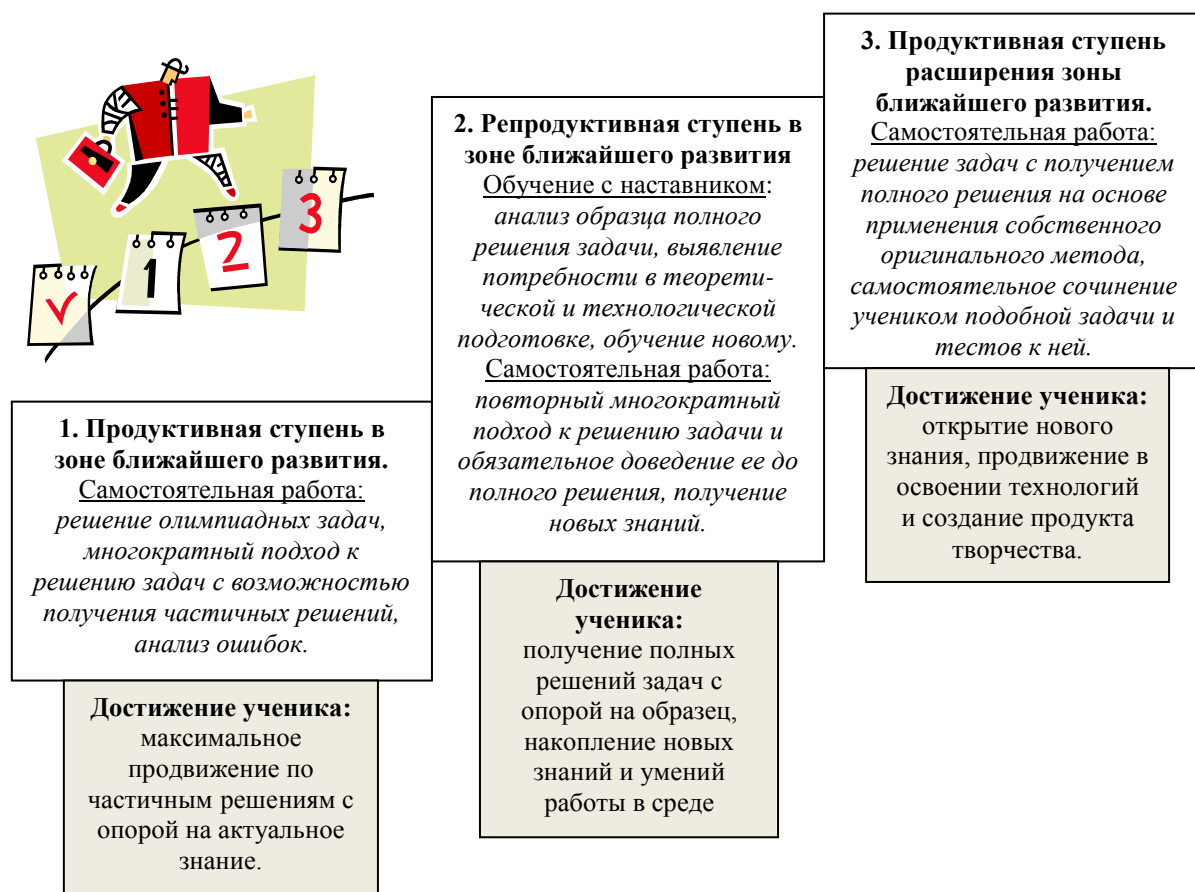 1
2
3
1. Продуктивная ступень в
зоне ближайшего развития.
Самостоятельная работа:
решение олимпиадных задач,
многократный подход к
решению задач с возможностью
получения частичных решений,
анализ ошибок.
Достижение ученика:
максимальное
продвижение по
частичным решениям с
опорой на актуальное
знание.
2. Репродуктивная ступень в
зоне ближайшего развития
Обучение с наставником:
анализ образца полного
решения задачи, выявление
потребности в теорети-
ческой и технологической
подготовке, обучение новому.
Самостоятельная работа:
повторный многократный
подход к решению задачи и
обязательное доведение ее до
полного решения, получение
новых знаний.
Достижение
ученика:
получение полных
решений задач с
опорой на образец,
накопление новых
знаний и умений
работы в среде
3. Продуктивная ступень
расширения зоны
ближайшего развития.
Самостоятельная работа:
решение задач с получением
полного решения на основе
применения собственного
оригинального метода,
самостоятельное сочинение
учеником подобной задачи и
тестов к ней.
Достижение ученика:
открытие нового
знания, продвижение в
освоении технологий
и создание продукта
творчества.